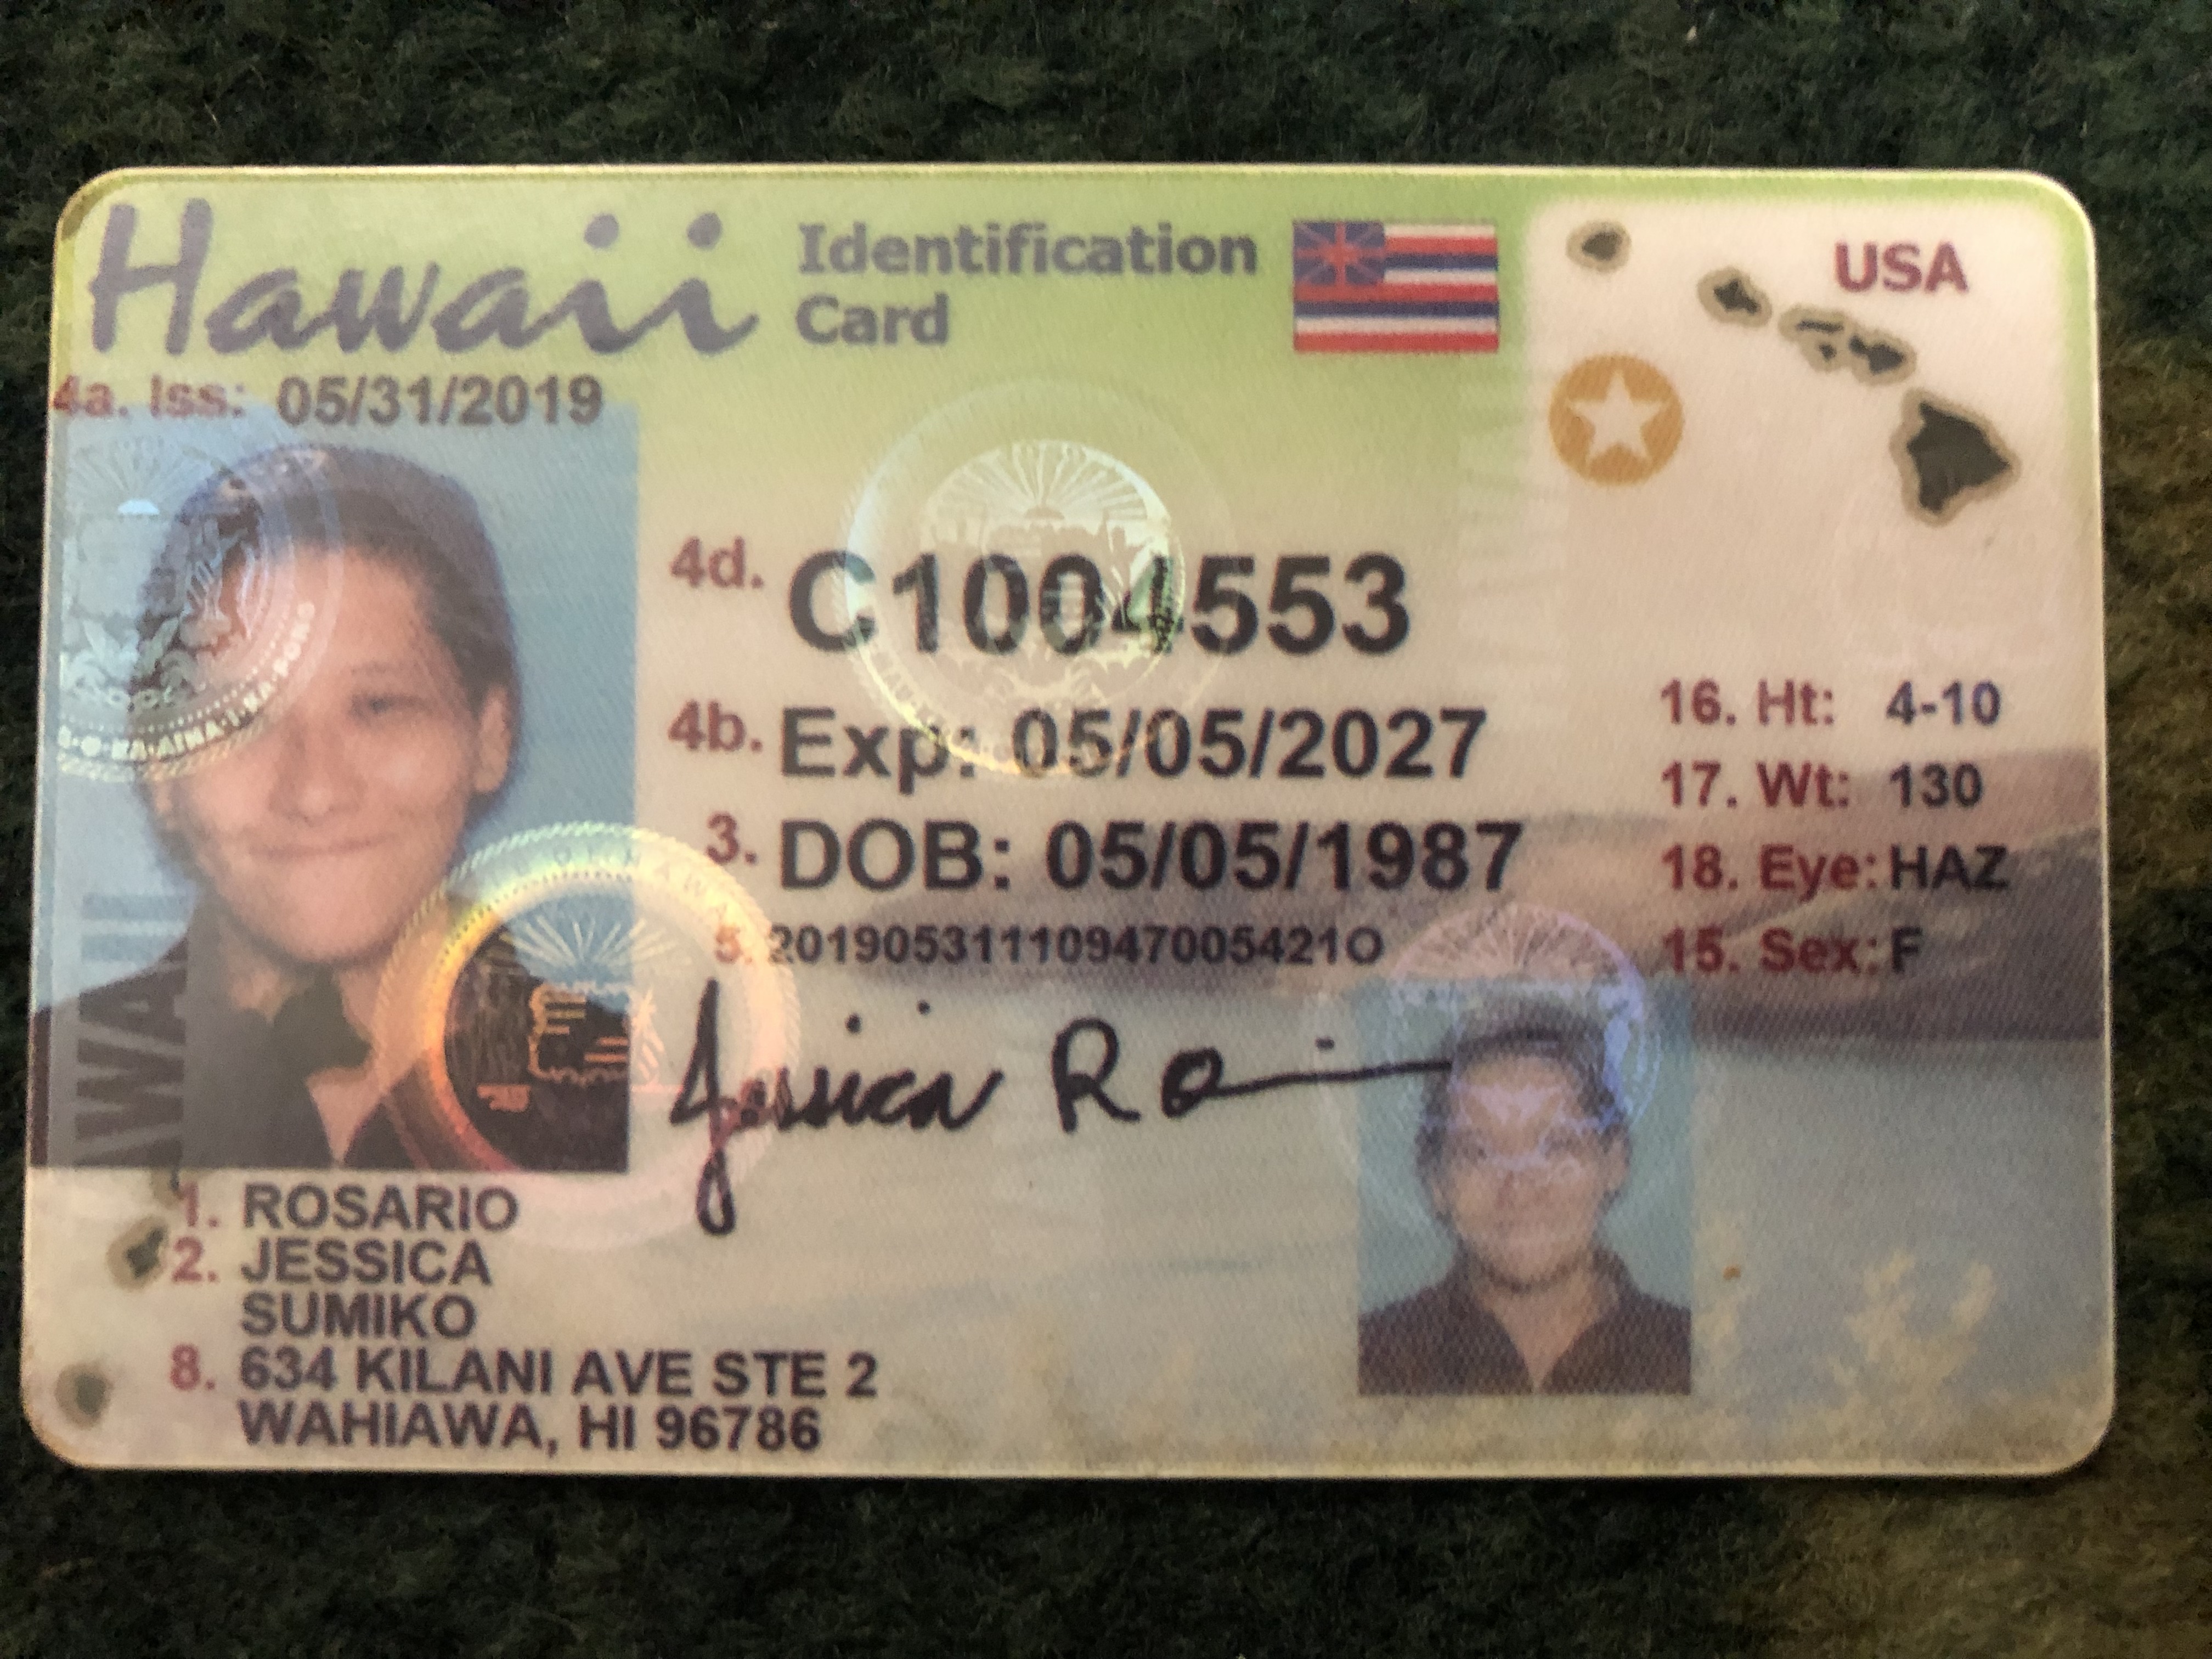 Hawaii Identification Card
USA
4a. Iss: 05/31/2019
4d. C1004553
4b. Exp: 05/05/2027
3. DOB: 05/05/1987
5. 20190531110947005421O
16. Ht: 4-10
17. Wt: 130
18. Eye: HAZ
15. Sex: F
Jessica
1. ROSARIO
2. JESSICA
SUMIKO
8. 634 KILANI AVE STE 2
WAHIAWA, HI 96786